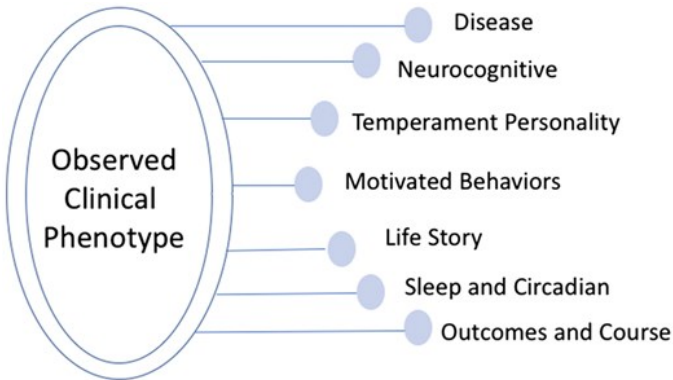 Observed
Clinical
Phenotype
Disease
Neurocognitive
Temperament Personality
Motivated Behaviors
Life Story
Sleep and Circadian
Outcomes and Course